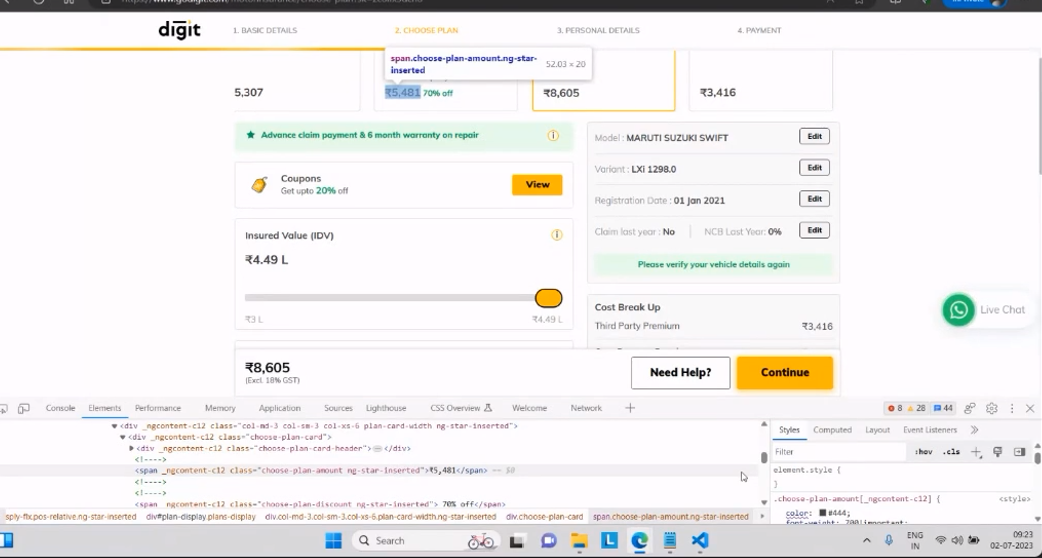 digit
1. BASIC DETAILS
2. CHOOSE PLAN
3. PERSONAL DETAILS
4. PAYMENT
span.choose-plan-amount.ng-star-inserted 52.03 × 20
5,307
₹5,481 70% off
₹8,605
₹3,416
Advance claim payment & 6 month warranty on repair
Coupons
Get upto 20% off
View
Insured Value (IDV)
₹4.49 L
₹3 L
₹4.49 L
Model : MARUTI SUZUKI SWIFT Edit
Variant : LXi 1298.0 Edit
Registration Date : 01 Jan 2021 Edit
Claim last year : No NCB Last Year: 0% Edit
Please verify your vehicle details again
Cost Break Up
Third Party Premium ₹3,416
Live Chat
₹8,605
(Excl. 18% GST)
Need Help?
Continue
Console Elements Performance Memory Application Sources Lighthouse CSS Overview Welcome Network 8 28 44
<div _ngcontent-c12 class="col-md-3 col-sm-3 col-xs-6 plan-card-width ng-star-inserted">
<div _ngcontent-c12 class="choose-plan-card">
<div _ngcontent-c12 class="choose-plan-card-header"> </div>
<!---->
<span _ngcontent-c12 class="choose-plan-amount ng-star-inserted">₹5,481</span> == $0
<!---->
<!---->
<span _ngcontent-c12 class="choose-plan-discount ng-star-inserted"> 70% off</span>
sply-flx.pos-relative.ng-star-inserted div#plan-display.plans-display div.col-md-3.col-sm-3.col-xs-6.plan-card-width.ng-star-inserted div.choose-plan-card span.choose-plan-amount.ng-star-inserted
Styles Computed Layout Event Listeners
Filter :hov .cls
element.style {
}
.choose-plan-amount[_ngcontent-c12] { <style>
color: #444;
font-weight: 700!important;
Search
ENG
IN
09:23
02-07-2023